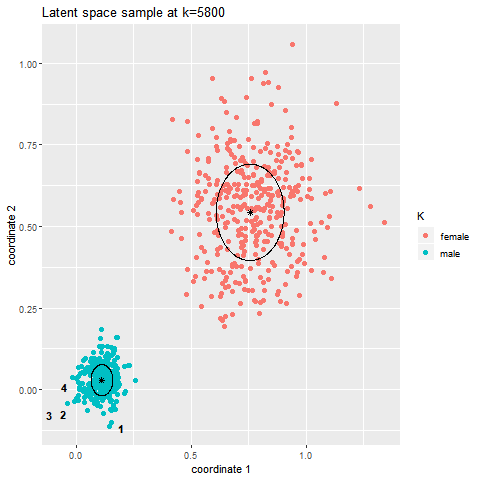 Latent space sample at k=5800
1.00
0.75
0.50
0.25
0.00
coordinate 2
4
3 2
1
0.0 0.5 1.0
coordinate 1
K
female
male